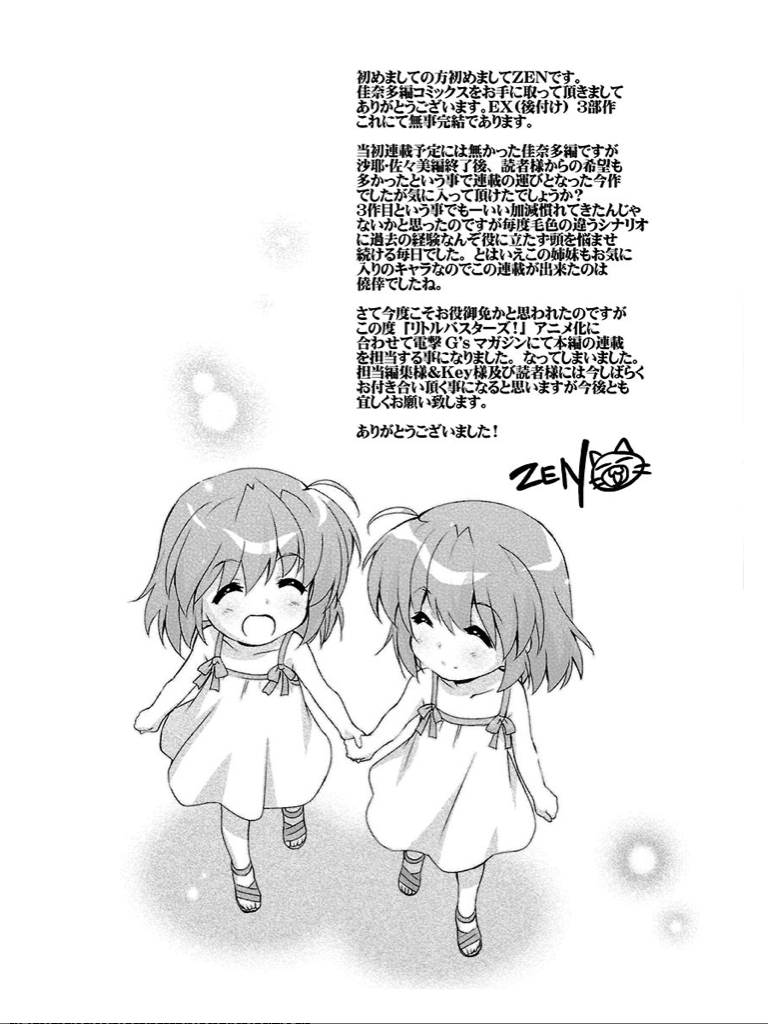 初めましての方初めましてZENです。
佳奈多編コミックスをお手に取って頂きまして
ありがとうございます。EX（後付け）3部作
これにて無事完結であります。
当初連載予定には無かった佳奈多編ですが
沙耶・佐々美編終了後、読者様からの希望も
多かったという事で連載の運びとなった今作
でしたが気に入って頂けたでしょうか？
3作目という事でもーいい加減慣れてきたんじゃ
ないかと思ったのですが毎度毛色の違うシナリオ
に過去の経験なんぞ役に立たず頭を悩ませ
続ける毎日でした。とはいえこの姉妹もお気に
入りのキャラなのでこの連載が出来たのは
僥倖でしたね。
さて今度こそお役御免かと思われたのですが
この度『リトルバスターズ！』アニメ化に
合わせて電撃G'sマガジンにて本編の連載
を担当する事になりました。なってしまいました。
担当編集様&Key様及び読者様には今しばらく
お付き合い頂く事になると思いますが今後とも
宜しくお願い致します。
ありがとうございました！
ZEN